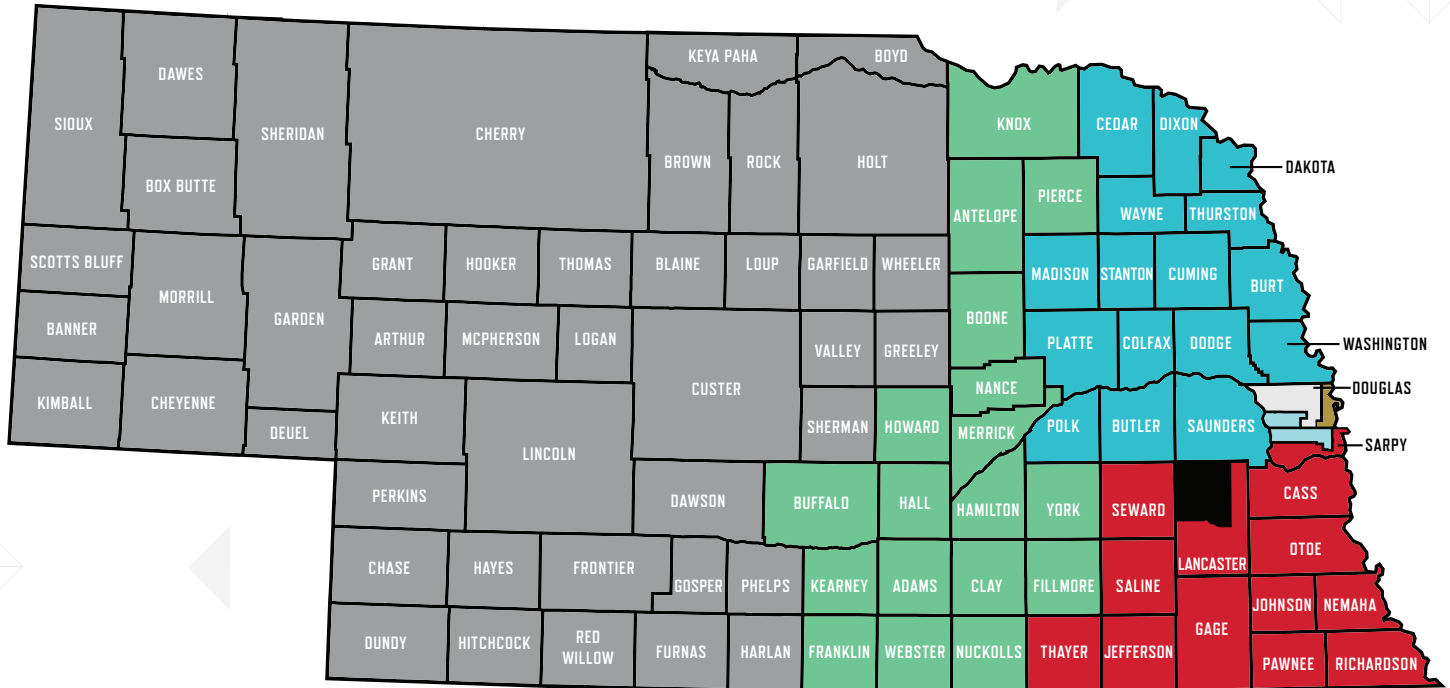 KEYA PAHA
BOYD
DAWES
SIOUX
SHERIDAN
CHERRY
KNOX
CEDAR
DIXON
BROWN
ROCK
HOLT
DAKOTA
BOX BUTTE
PIERCE
ANTELOPE
WAYNE
THURSTON
SCOTTS BLUFF
GRANT
HOOKER
THOMAS
BLAINE
LOUP
GARFIELD
WHEELER
MADISON
STANTON
CUMING
BURT
MORRILL
GARDEN
BANNER
BOONE
ARTHUR
MCPHERSON
LOGAN
VALLEY
GREELEY
PLATTE
COLFAX
DODGE
WASHINGTON
KIMBALL
CHEYENNE
CUSTER
NANCE
DOUGLAS
KEITH
DEUEL
SHERMAN
HOWARD
MERRICK
POLK
BUTLER
SAUNDERS
SARPY
LINCOLN
PERKINS
DAWSON
BUFFALO
HALL
HAMILTON
YORK
SEWARD
CASS
CHASE
HAYES
FRONTIER
GOSPER
PHELPS
KEARNEY
ADAMS
CLAY
FILLMORE
SALINE
LANCASTER
OTOE
JOHNSON
NEMAHA
DUNDY
HITCHCOCK
RED
WILLOW
FURNAS
HARLAN
FRANKLIN
WEBSTER
NUCKOLLS
THAYER
JEFFERSON
GAGE
PAWNEE
RICHARDSON